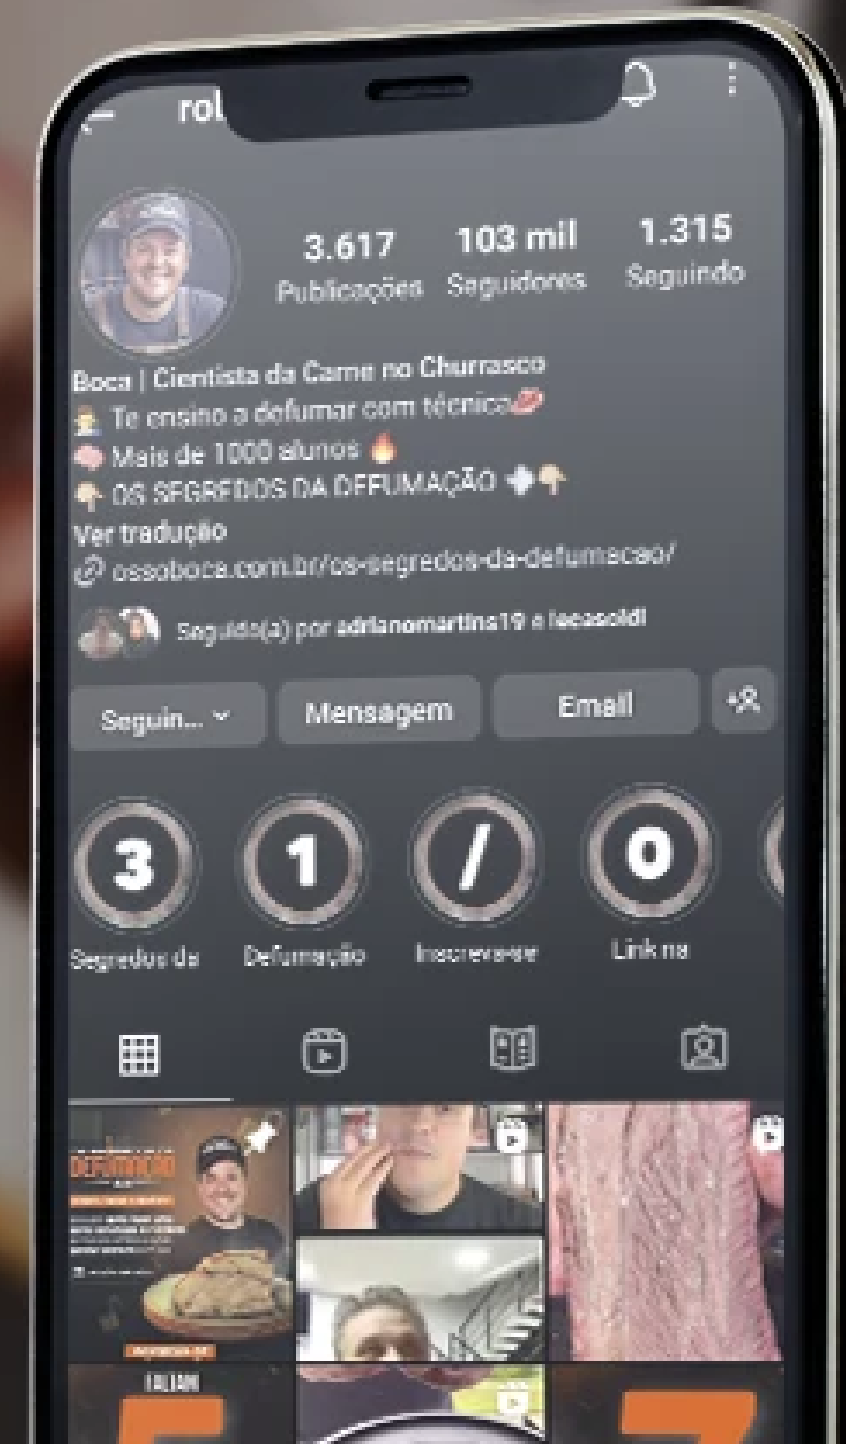 rol
3.617 103 mil 1.315
Publicações Seguidores Seguindo
Boca | Cientista da Carne no Churrasco
Te ensino a defumar com técnica
Mais de 1000 alunos
OS SEGREDOS DA DEFUMAÇÃO
Ver tradução
ossoboca.com.br/os-segredos-da-defumacao/
Seguido(a) por adrianomartins19 e
Seguin... Mensagem Email
3 1 / 0
Segredos da Defumação Inscreva-se Link na
DEFUMAÇÃO
FALTAM